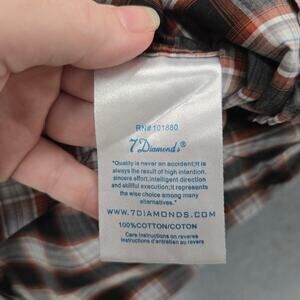 RN#101880
7 Diamonds®
"Quality is never an accident;it is
always the result of high intention,
sincere effort,intelligent direction
and skillful execution;it represents
the wise choice among many
alternatives."
WWW.7DIAMONDS.COM
100%COTTON/COTON
Care instructions on reverse
Instructions d'entretien au revers